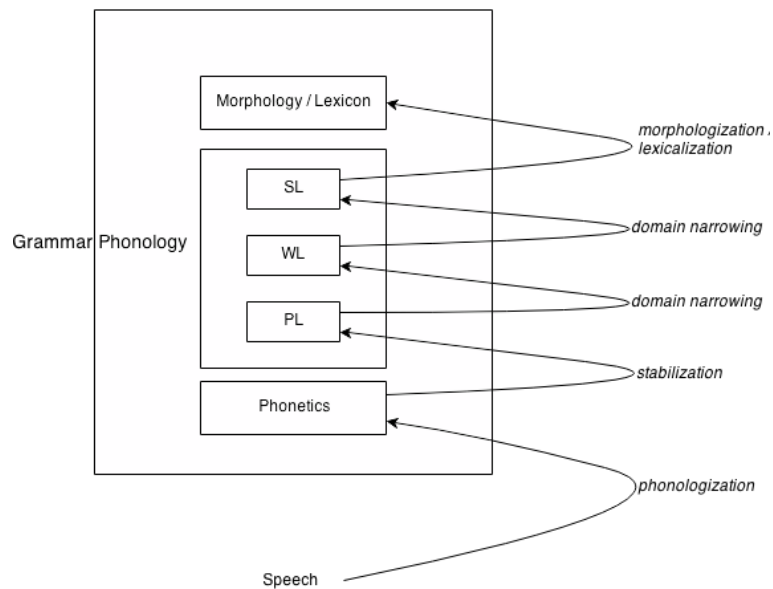 Morphology / Lexicon
morphologization /
lexicalization
SL
domain narrowing
Grammar Phonology
WL
domain narrowing
PL
stabilization
Phonetics
phonologization
Speech